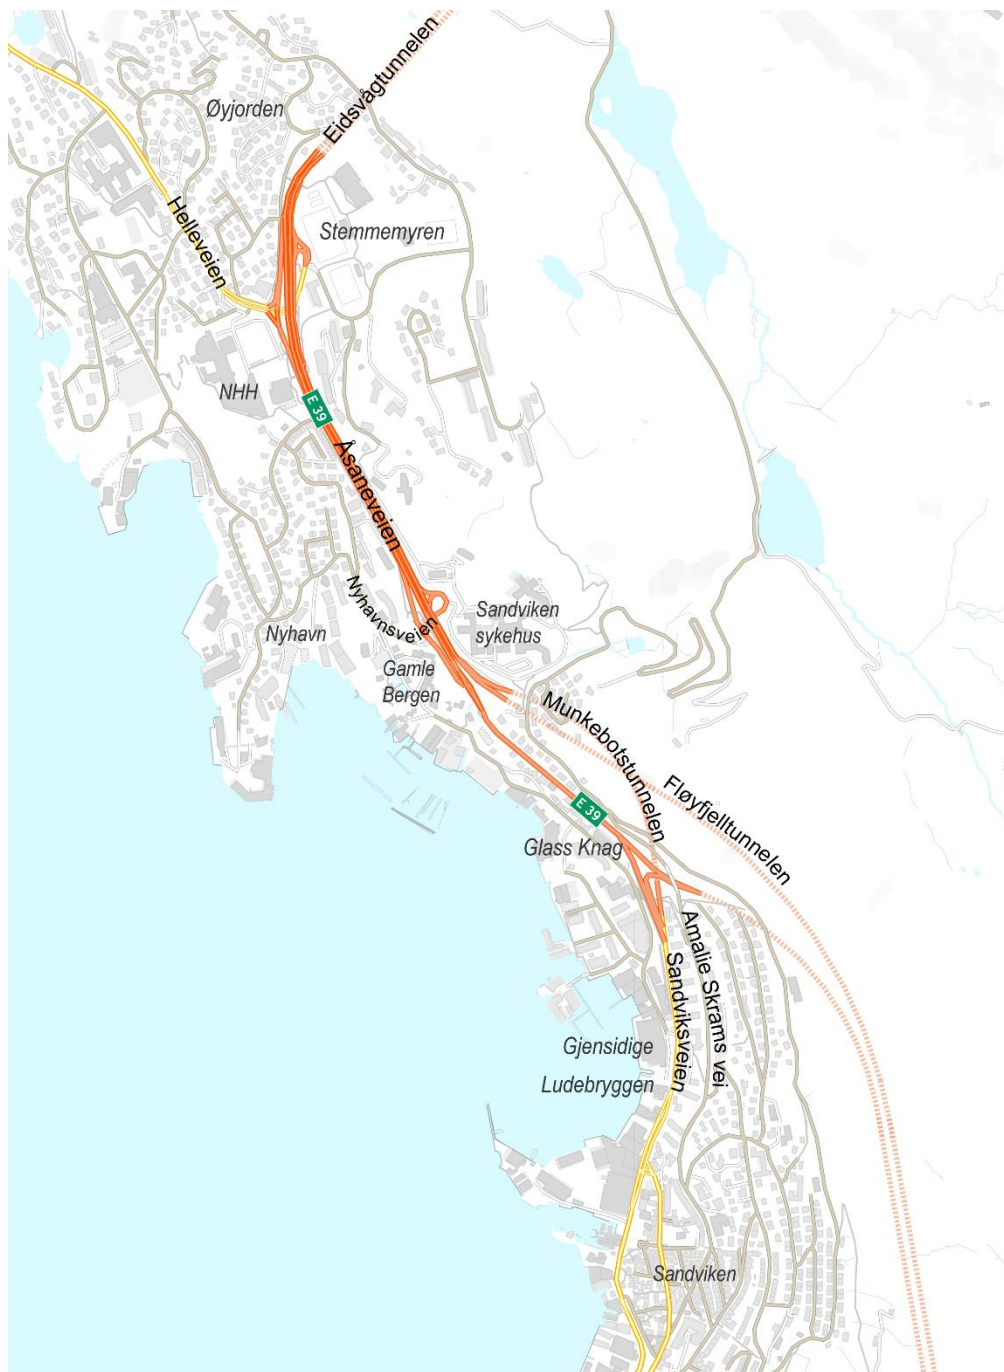 Eidsvågtunnelen
Øyjorden
Helleveien
Stemmemyren
NHH
E 39
Åsaneveien
Nyhavnsveien
Sandviken
sykehus
Nyhavn
Gamle
Bergen
Munkebotstunnelen
Fløyfjelltunnelen
E 39
Glass Knag
Amalie Skrams vei
Sandviksveien
Gjensidige
Ludebryggen
Sandviken